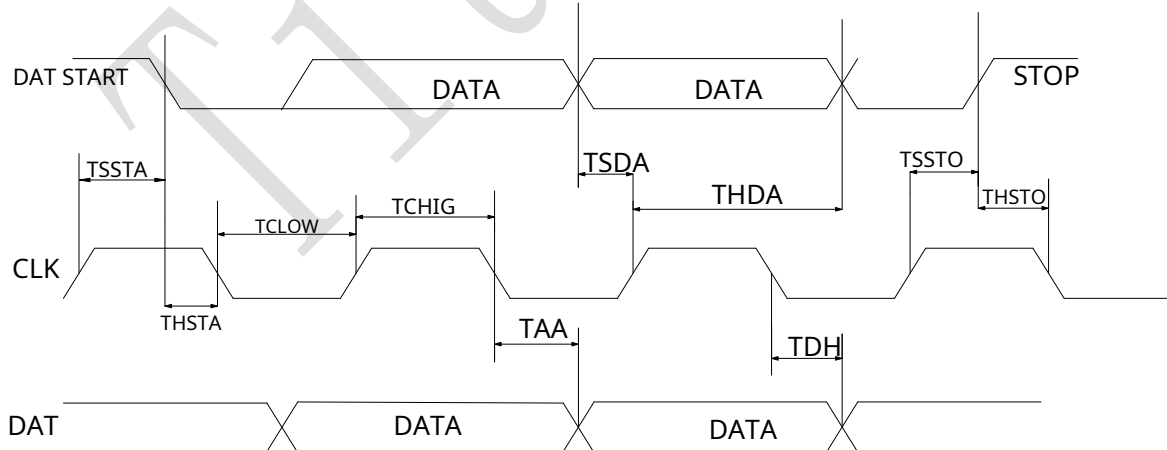 DAT START
DATA
DATA
STOP
TSSTA
TSDA
TSSTO
THDA
THSTO
TCHIG
TCLOW
CLK
THSTA
TAA
TDH
DAT
DATA
DATA